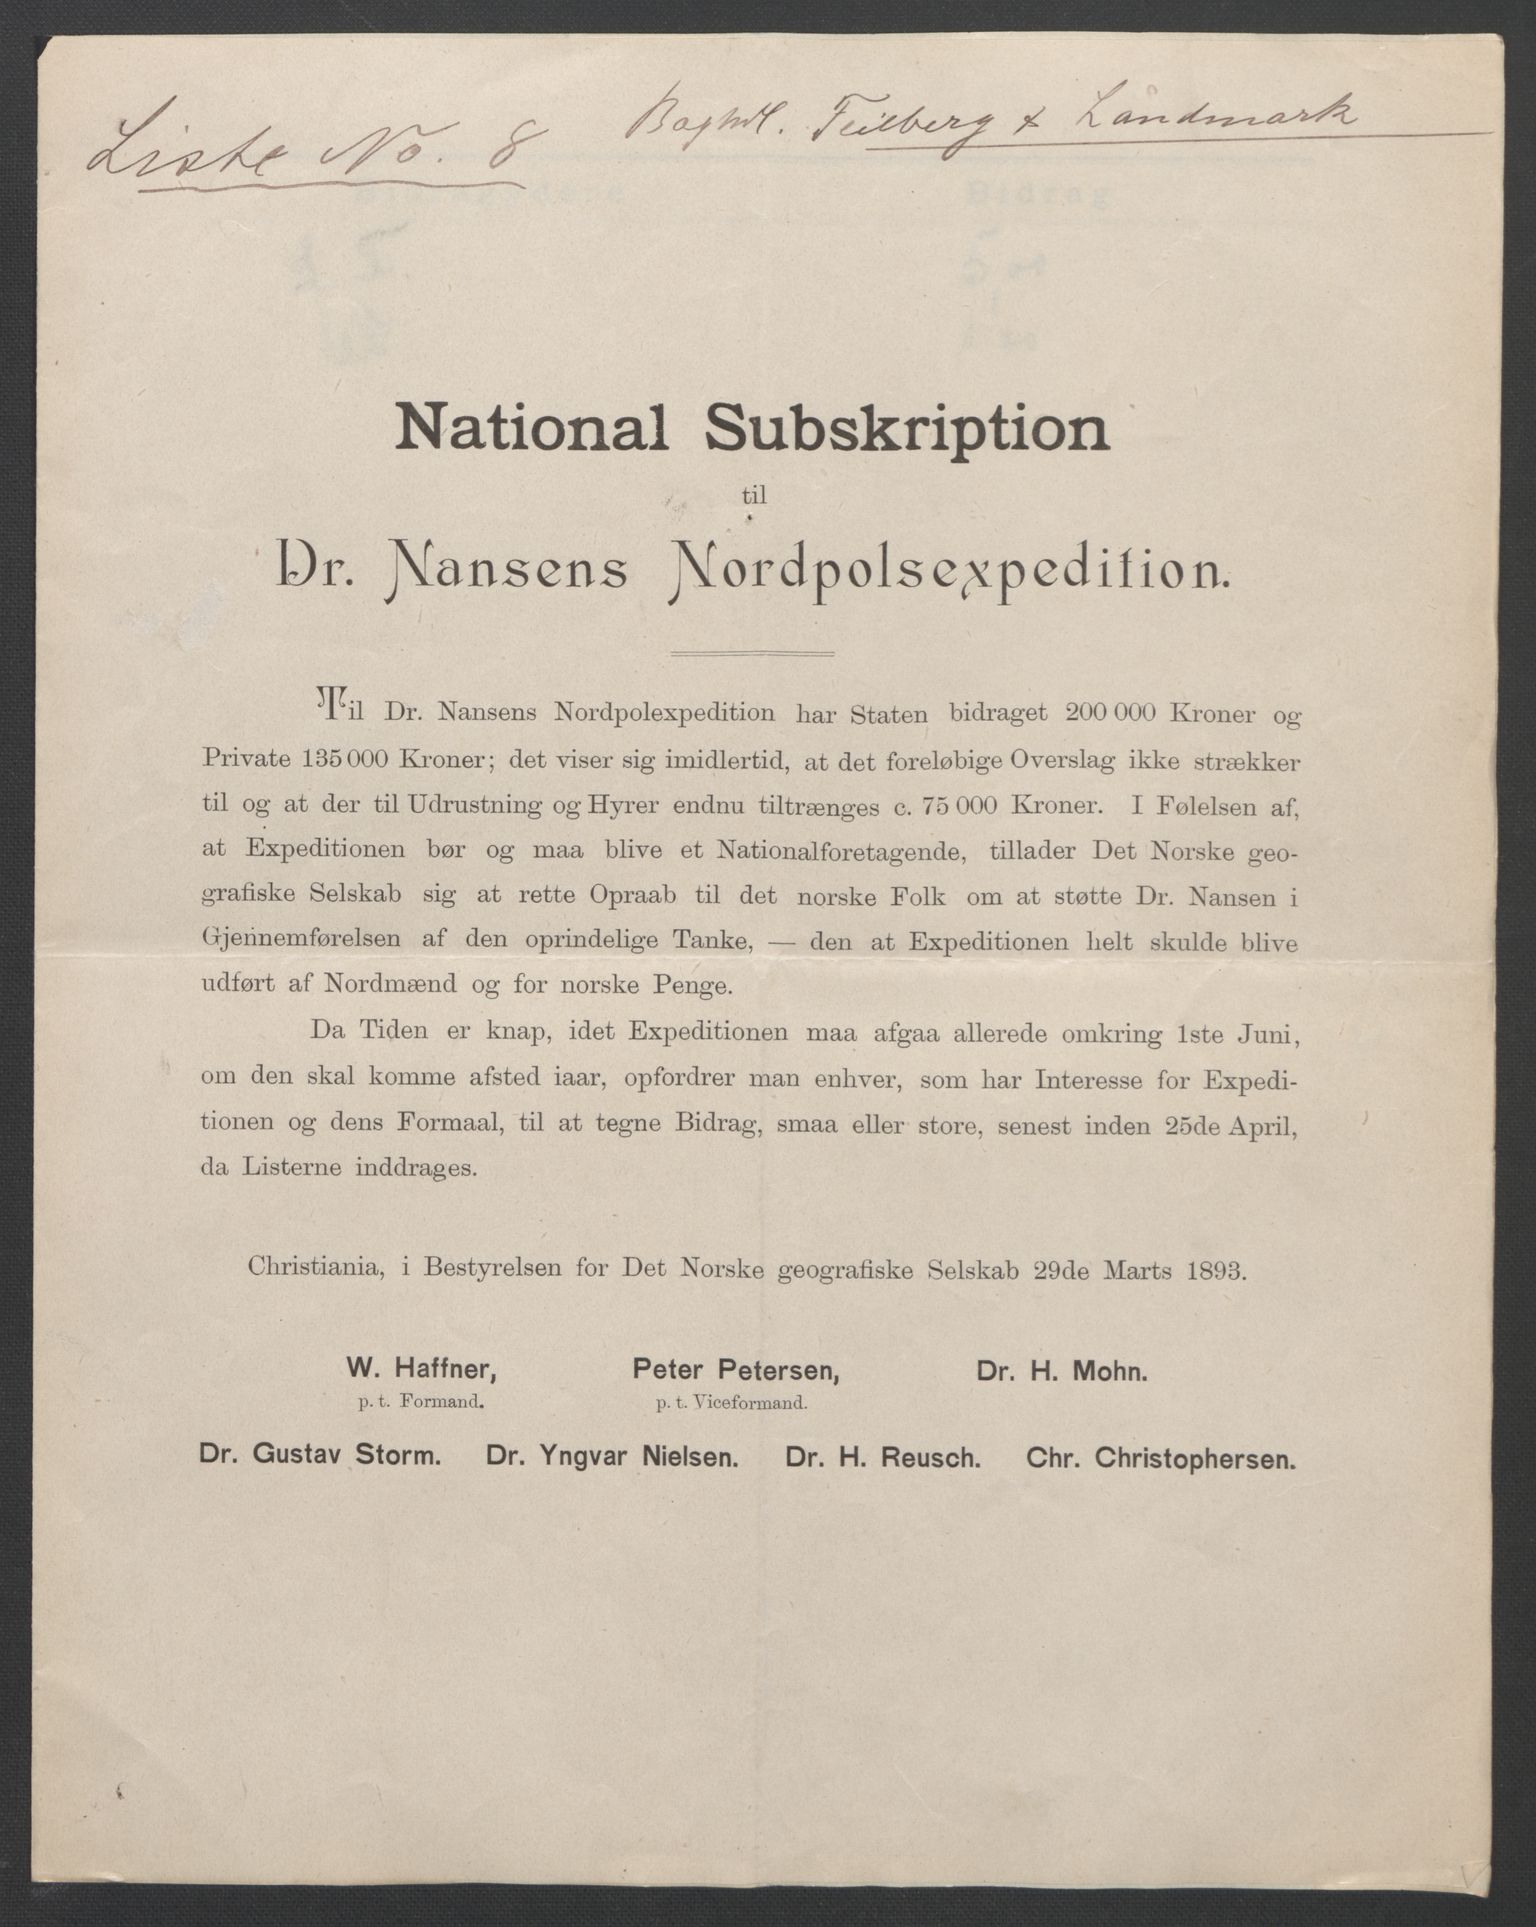 Liste No. 8
Boghdl. Feilberg & Landmark
National Subskription
til
Dr. Nansens Nordpolsexpedition.
Til Dr. Nansens Nordpolexpedition har Staten bidraget 200 000 Kroner og
Private 135 000 Kroner; det viser sig imidlertid, at det foreløbige Overslag ikke strækker
til og at der til Udrustning og Hyrer endnu tiltrænges c. 75 000 Kroner. I Følelsen af,
at Expeditionen bør og maa blive et Nationalforetagende, tillader Det Norske geo-
grafiske Selskab sig at rette Opraab til det norske Folk om at støtte Dr. Nansen i
Gjennemførelsen af den oprindelige Tanke, — den at Expeditionen helt skulde blive
udført af Nordmænd og for norske Penge.
Da Tiden er knap, idet Expeditionen maa afgaa allerede omkring 1ste Juni,
om den skal komme afsted iaar, opfordrer man enhver, som har Interesse for Expedi-
tionen og dens Formaal, til at tegne Bidrag, smaa eller store, senest inden 25de April,
da Listerne inddrages.
Christiania, i Bestyrelsen for Det Norske geografiske Selskab 29de Marts 1893.
W. Haffner, Peter Petersen, Dr. H. Mohn.
p. t. Formand. p. t. Viceformand.
Dr. Gustav Storm. Dr. Yngvar Nielsen. Dr. H. Reusch. Chr. Christophersen.